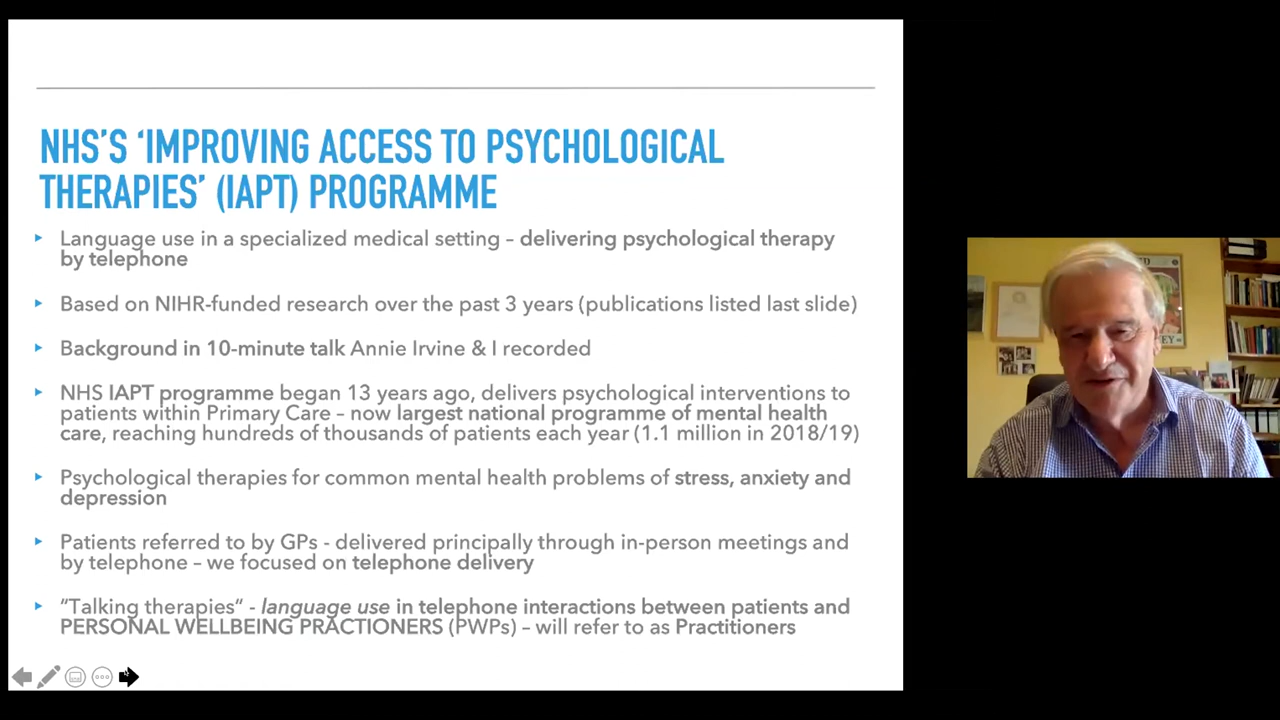 NHS'S ‘IMPROVING ACCESS TO PSYCHOLOGICAL
THERAPIES’ (IAPT) PROGRAMME
Language use in a specialized medical setting – delivering psychological therapy
by telephone
Based on NIHR-funded research over the past 3 years (publications listed last slide)
Background in 10-minute talk Annie Irvine & I recorded
NHS IAPT programme began 13 years ago, delivers psychological interventions to
patients within Primary Care – now largest national programme of mental health
care, reaching hundreds of thousands of patients each year (1.1 million in 2018/19)
Psychological therapies for common mental health problems of stress, anxiety and
depression
Patients referred to by GPs - delivered principally through in-person meetings and
by telephone – we focused on telephone delivery
“Talking therapies“ - language use in telephone interactions between patients and
PERSONAL WELLBEING PRACTIONERS (PWPs) – will refer to as Practitioners